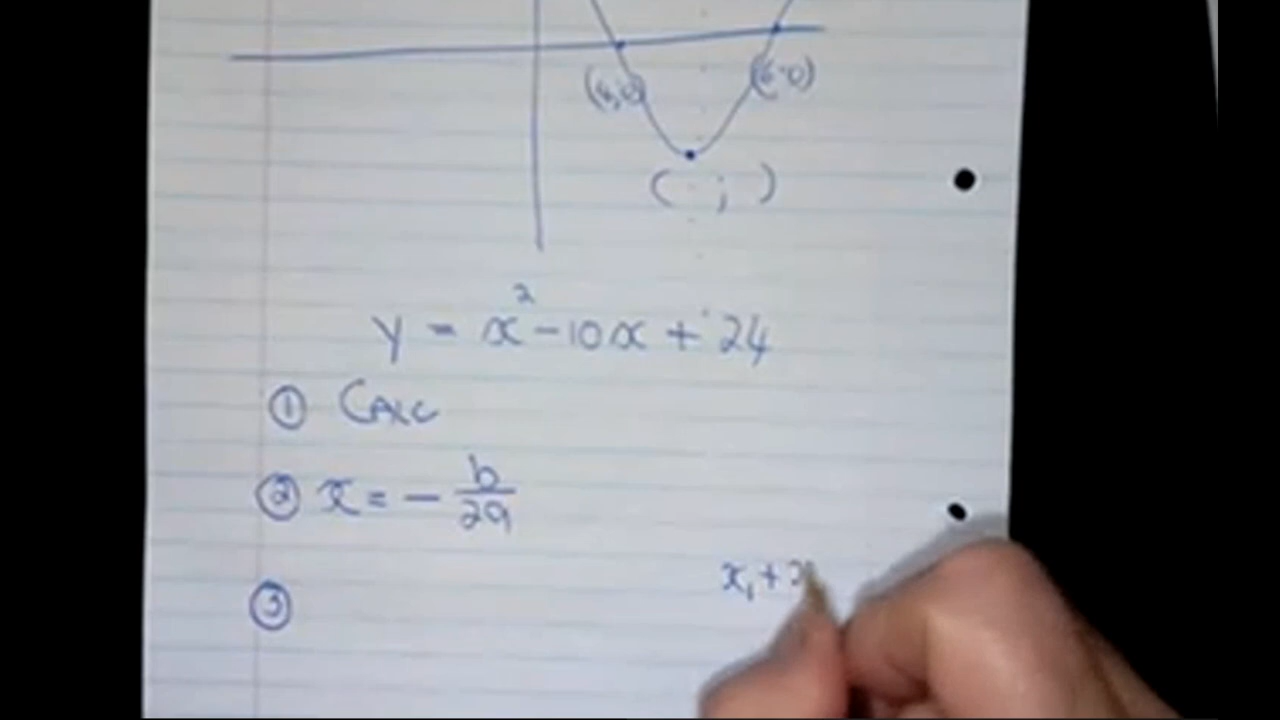 (4;0) (6;0)
( ; )
y = x² - 10x + 24
① CALC
② x = - b/2a
③ x₁ +